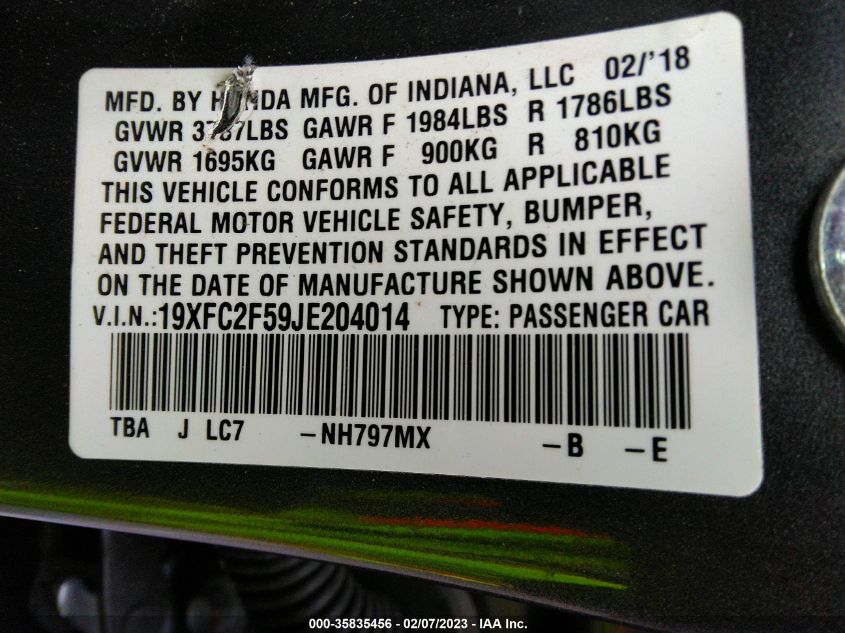 MFD. BY HONDA MFG. OF INDIANA, LLC 02/'18
GVWR LBS GAWR F 1984LBS R 1786LBS
GVWR 1695KG GAWR F 900KG R 810KG
THIS VEHICLE CONFORMS TO ALL APPLICABLE
FEDERAL MOTOR VEHICLE SAFETY, BUMPER,
AND THEFT PREVENTION STANDARDS IN EFFECT
ON THE DATE OF MANUFACTURE SHOWN ABOVE.
V.I.N.:19XFC2F59JE204014 TYPE: PASSENGER CAR
TBA J LC7 -NH797MX -B -E
000-35835456 - 02/07/2023 - IAA Inc.